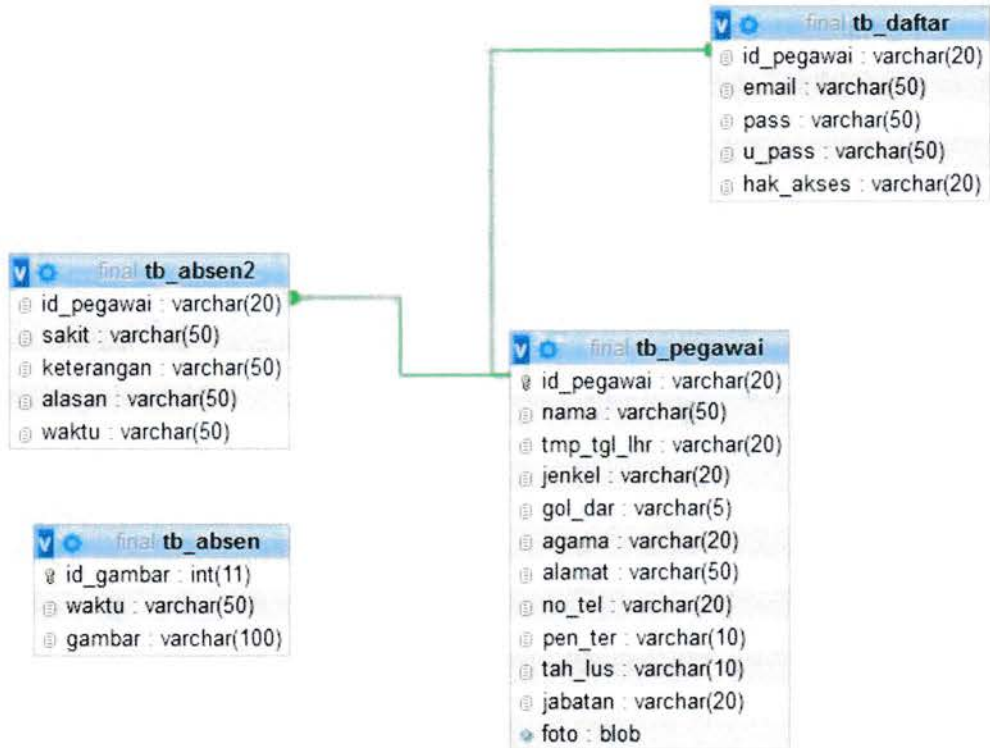 final tb_daftar
id_pegawai : varchar(20)
email : varchar(50)
pass : varchar(50)
u_pass : varchar(50)
hak_akses : varchar(20)
v final tb_absen2
id_pegawai : varchar(20)
sakit : varchar(50)
keterangan : varchar(50)
alasan : varchar(50)
waktu : varchar(50)
v final tb_pegawai
id_pegawai : varchar(20)
nama : varchar(50)
tmp_tgl_lhr : varchar(20)
jenkel : varchar(20)
gol_dar : varchar(5)
agama : varchar(20)
alamat : varchar(50)
no_tel : varchar(20)
pen_ter : varchar(10)
tah_lus : varchar(10)
jabatan : varchar(20)
foto : blob
v final tb_absen
id_gambar : int(11)
waktu : varchar(50)
gambar : varchar(100)